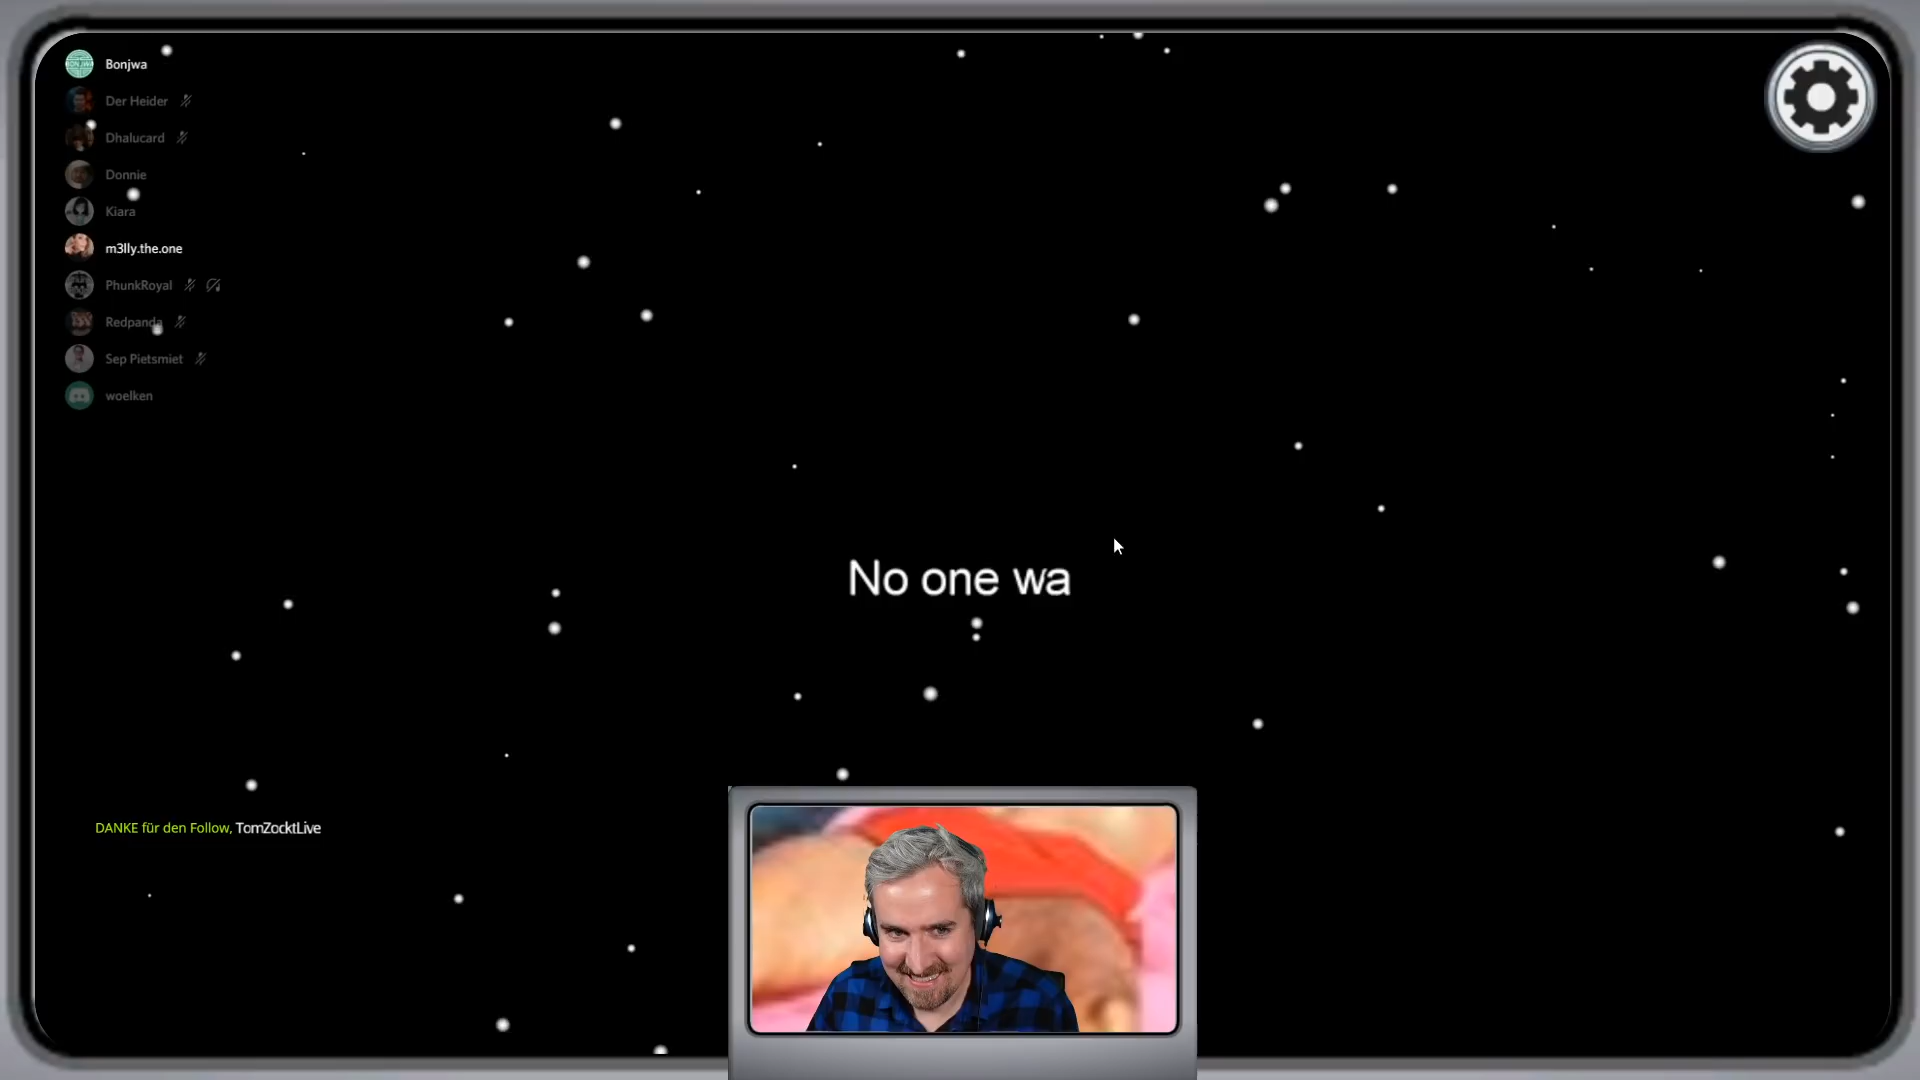 Bonjwa
Der Heider
Dhalucard
Donnie
Kiara
m3lly.the.one
PhunkRoyal
Redpanda
Sep Pietsmiet
woelken
No one wa
DANKE für den Follow, TomZocktLive